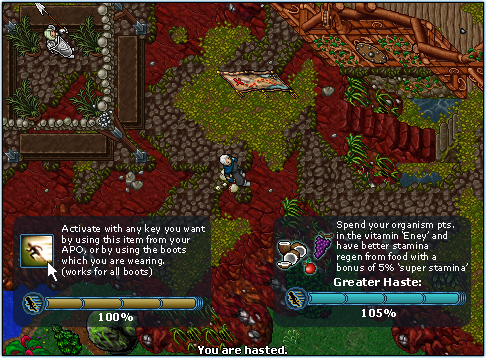 Activate with any key you want
by using this item from your
APO, or by using the boots
which you are wearing.
(works for all boots)
100%
Spend your organism pts.
in the vitamin 'Eney' and
have better stamina
regen from food with a
bonus of 5% 'super stamina'
Greater Haste:
105%
You are hasted.